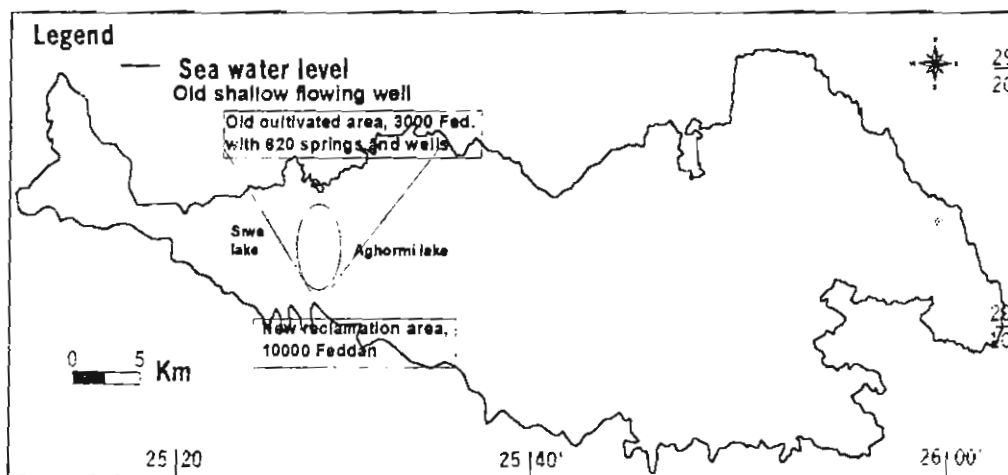 Legend
Sea water level
Old shallow flowing well
Old cultivated area, 3000 Fed.
with 620 springs and wells
Siwa
lake
Aghormi lake
New reclamation area,
10000 Feddan
0 5
Km
25 20
25 40'
26 00'